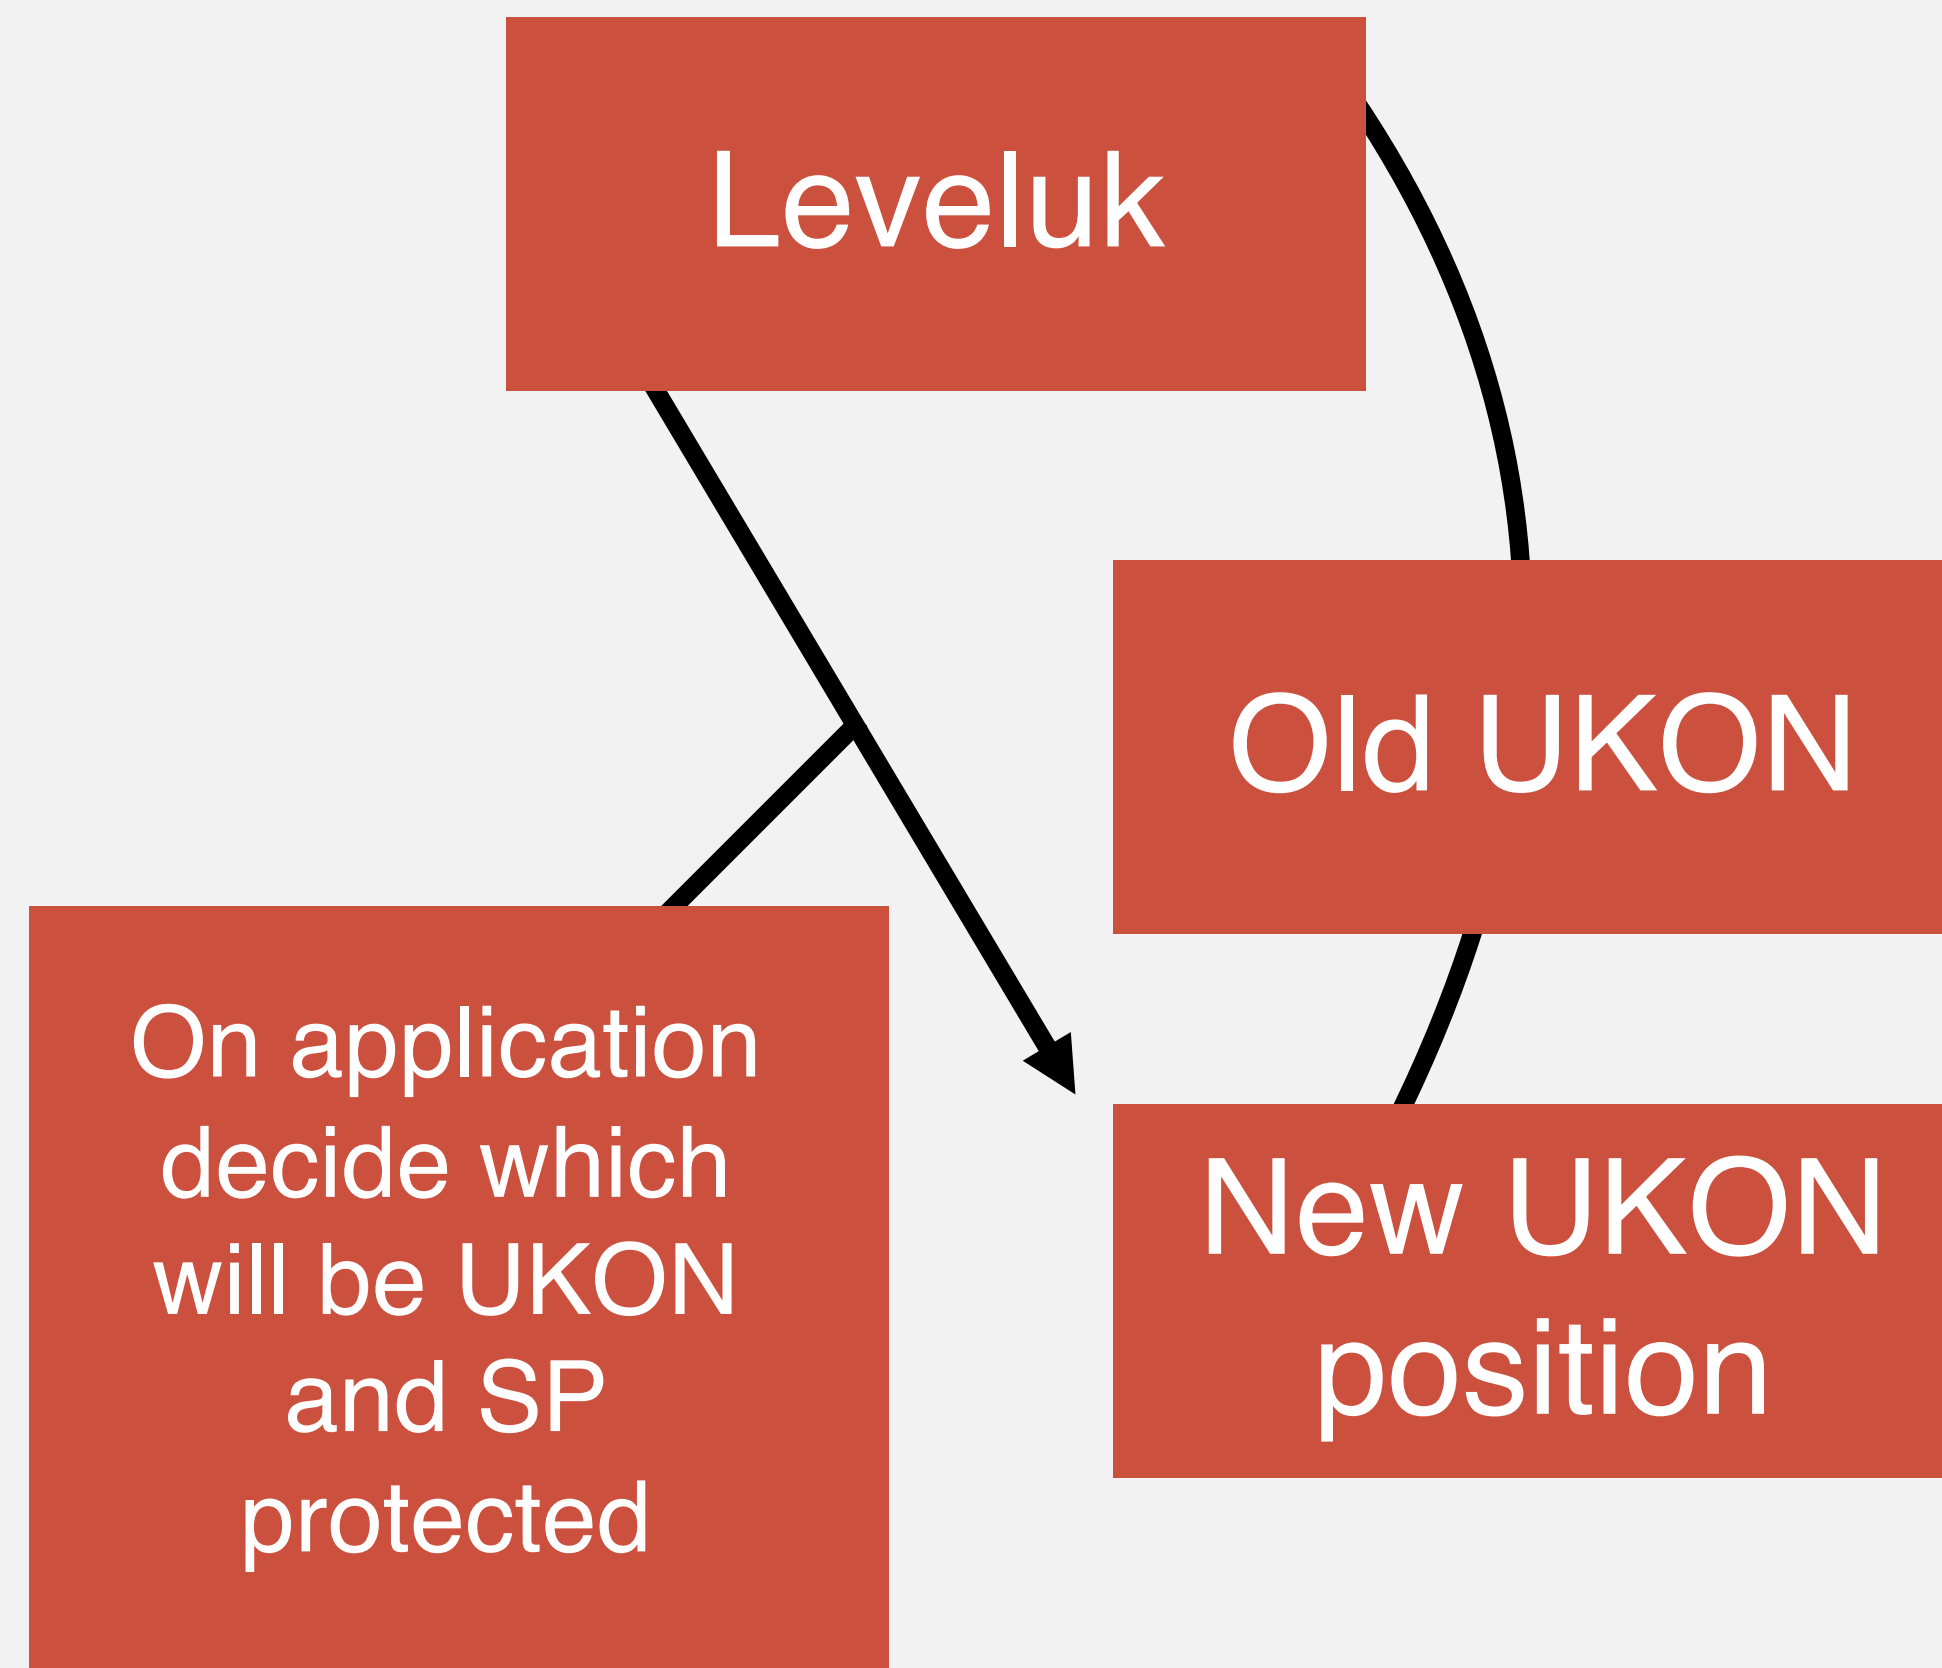 Leveluk
Old UKON
On application
decide which
will be UKON
and SP
protected
New UKON
position